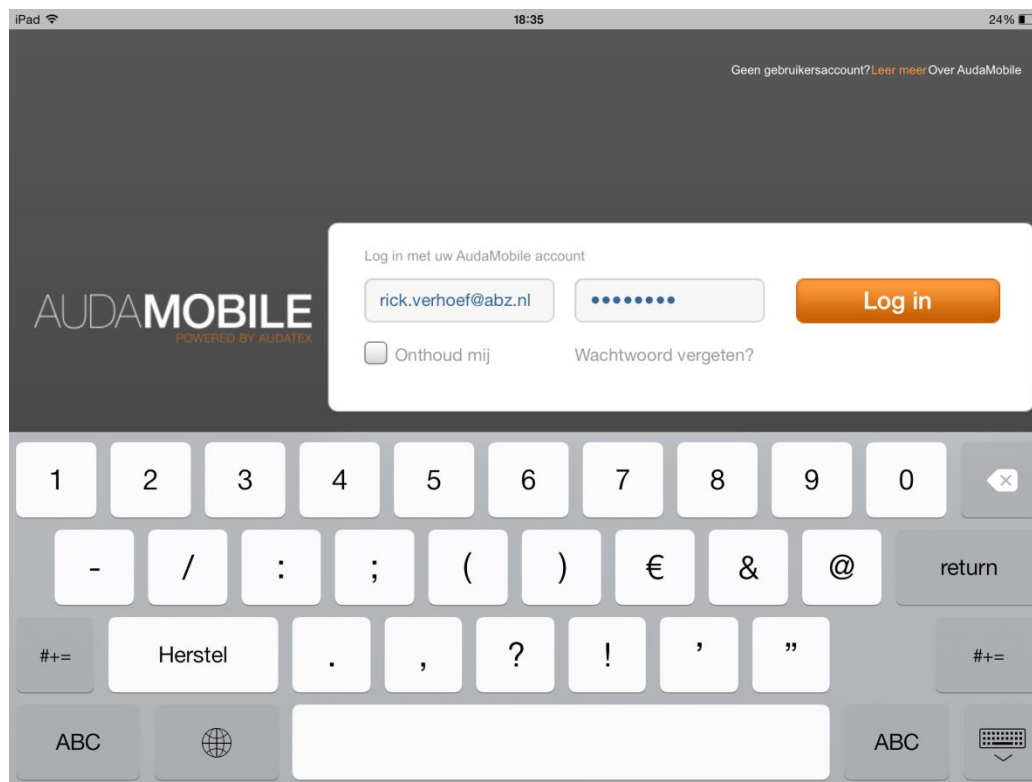 iPad 18:35 24%
Geen gebruikersaccount? Leer meer Over AudaMobile
Log in met uw AudaMobile account
rick.verhoef@abz.nl •••••••• Log in
AUDAMOBILE
POWERED BY AUDATEX
Onthoud mij Wachtwoord vergeten?
1 2 3 4 5 6 7 8 9 0
- / : ; ( ) € & @ return
#+= Herstel . , ? ! ’ ” #+=
ABC ABC